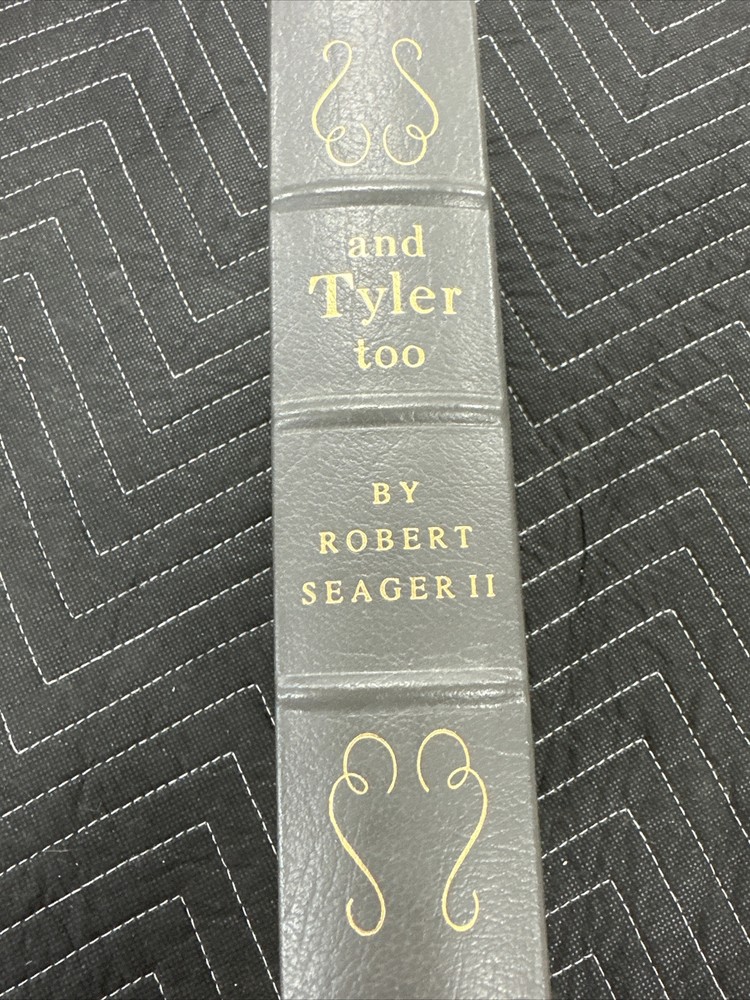 and
Tyler
too
BY
ROBERT
SEAGER II